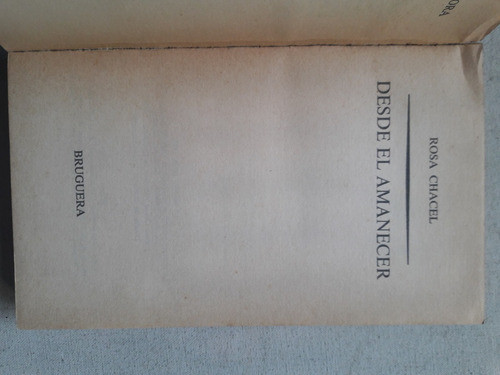 ROSA CHACEL
DESDE EL AMANECER
BRUGUERA